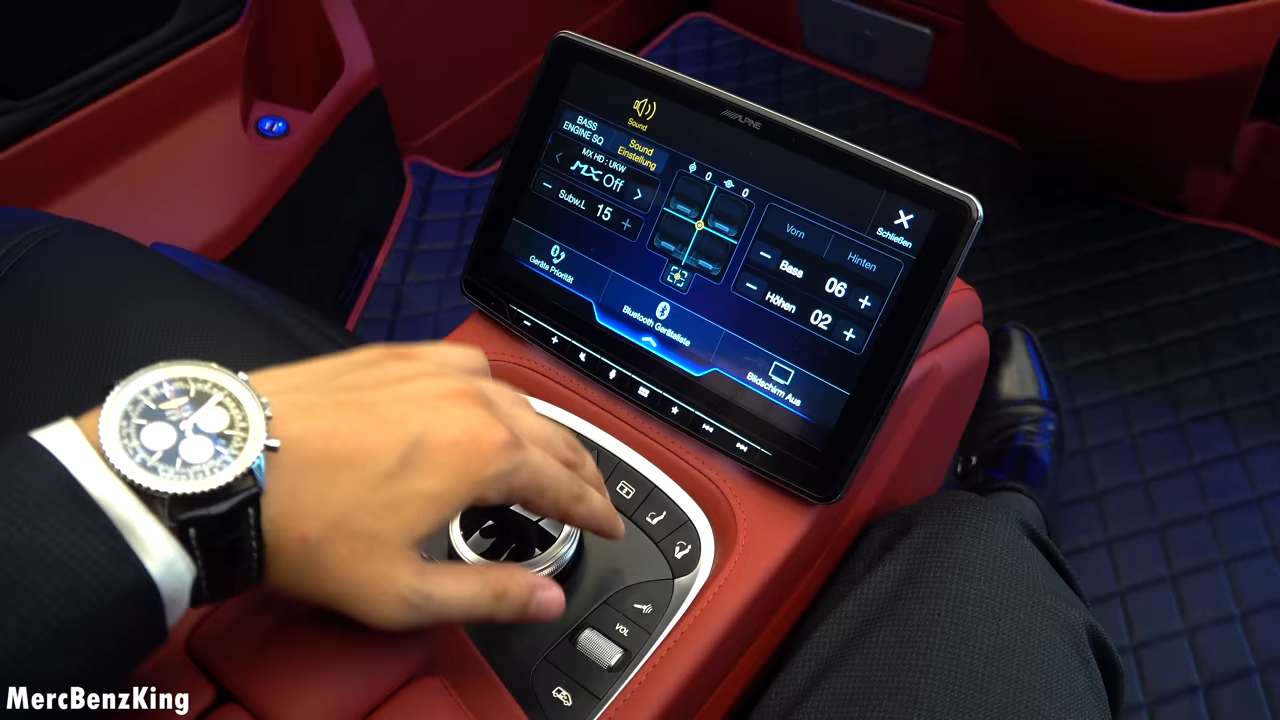 ALPINE
Sound
BASS
ENGINE SQ
Sound
Einstellung
MX HD : UKW
MX Off
Subw.L 15
0 0
Schließen
Vorn
Hinten
Bass 06
Höhen 02
Geräte Priorität
Bluetooth Geräteliste
Bildschirm Aus
VOL
MercBenzKing